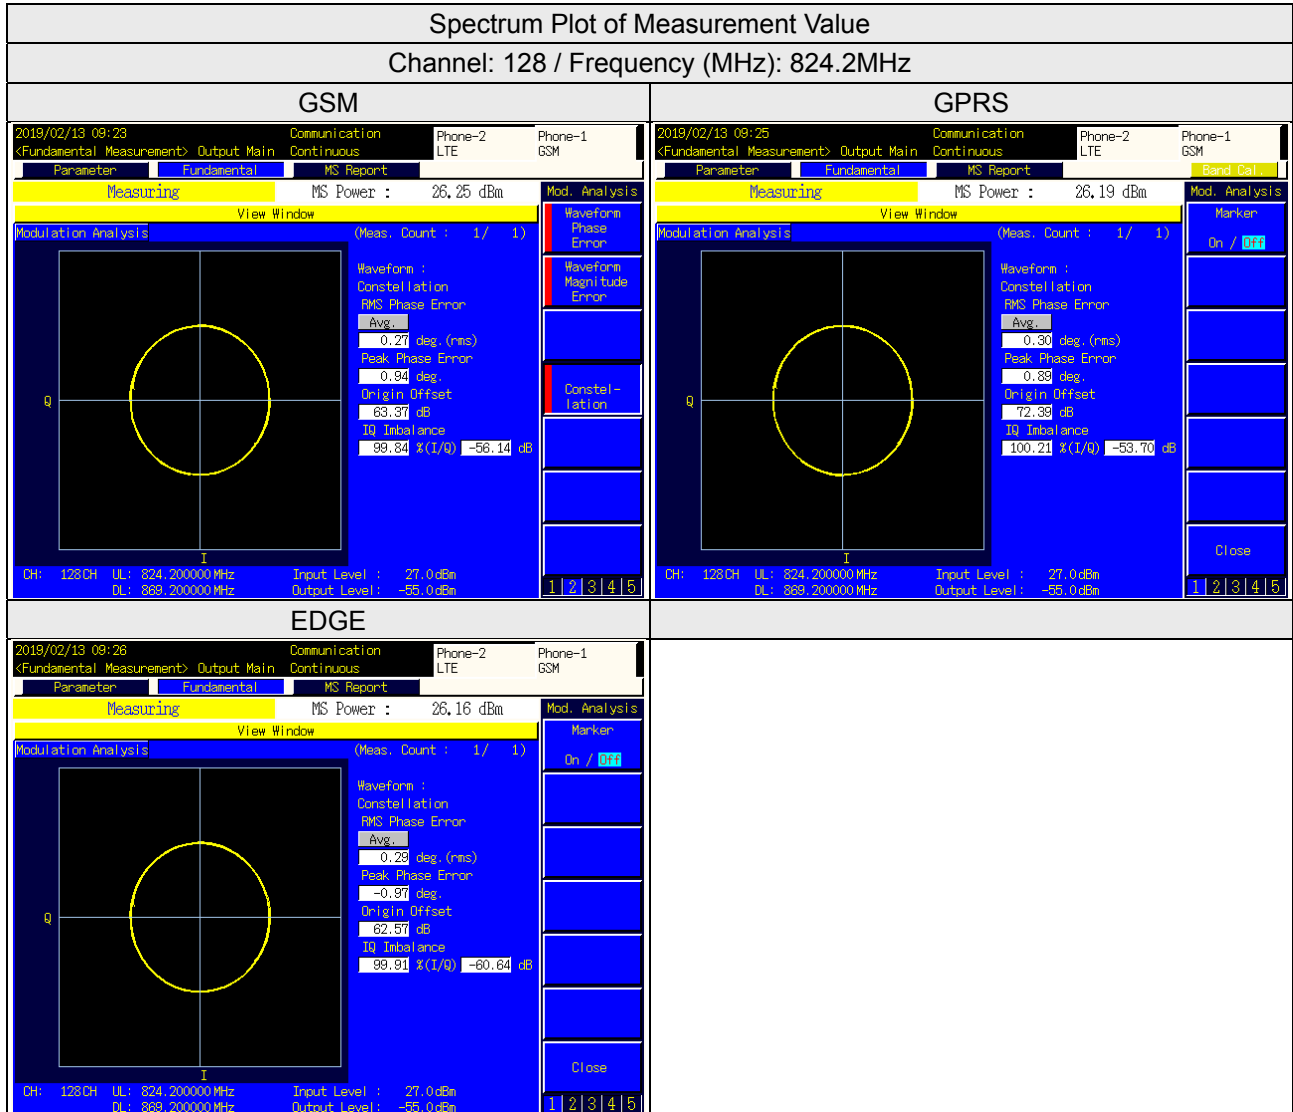 Spectrum Plot of Measurement Value
Channel: 128 / Frequency (MHz): 824.2MHz
GSM
2019/02/13 09:23 Communication Phone-2 Phone-1
<Fundamental Measurement> Output Main Continuous LTE GSM
Parameter Fundamental MS Report
Measuring MS Power : 26.25 dBm Mod. Analysis
View Window
Modulation Analysis (Meas. Count : 1/ 1)
Waveform :
Constellation
RMS Phase Error
Avg.
0.27 deg.(rms)
Peak Phase Error
0.94 deg.
Origin Offset
63.37 dB
IQ Imbalance
99.84 %(I/Q) -56.14 dB
Q
I
Waveform
Phase
Error
Waveform
Magnitude
Error
Constel-
lation
CH: 128CH UL: 824.200000MHz Input Level : 27.0dBm
DL: 869.200000MHz Output Level: -55.0dBm
1 2 3 4 5
GPRS
2019/02/13 09:25 Communication Phone-2 Phone-1
<Fundamental Measurement> Output Main Continuous LTE GSM
Parameter Fundamental MS Report Band Cal.
Measuring MS Power : 26.19 dBm Mod. Analysis
View Window
Modulation Analysis (Meas. Count : 1/ 1)
Waveform :
Constellation
RMS Phase Error
Avg.
0.30 deg.(rms)
Peak Phase Error
0.89 deg.
Origin Offset
72.39 dB
IQ Imbalance
100.21 %(I/Q) -53.70 dB
Q
I
Marker
On / Off
Close
CH: 128CH UL: 824.200000MHz Input Level : 27.0dBm
DL: 869.200000MHz Output Level: -55.0dBm
1 2 3 4 5
EDGE
2019/02/13 09:26 Communication Phone-2 Phone-1
<Fundamental Measurement> Output Main Continuous LTE GSM
Parameter Fundamental MS Report
Measuring MS Power : 26.16 dBm Mod. Analysis
View Window
Modulation Analysis (Meas. Count : 1/ 1)
Waveform :
Constellation
RMS Phase Error
Avg.
0.29 deg.(rms)
Peak Phase Error
-0.97 deg.
Origin Offset
62.57 dB
IQ Imbalance
99.91 %(I/Q) -60.64 dB
Q
I
Marker
On / Off
Close
CH: 128CH UL: 824.200000MHz Input Level : 27.0dBm
DL: 869.200000MHz Output Level: -55.0dBm
1 2 3 4 5